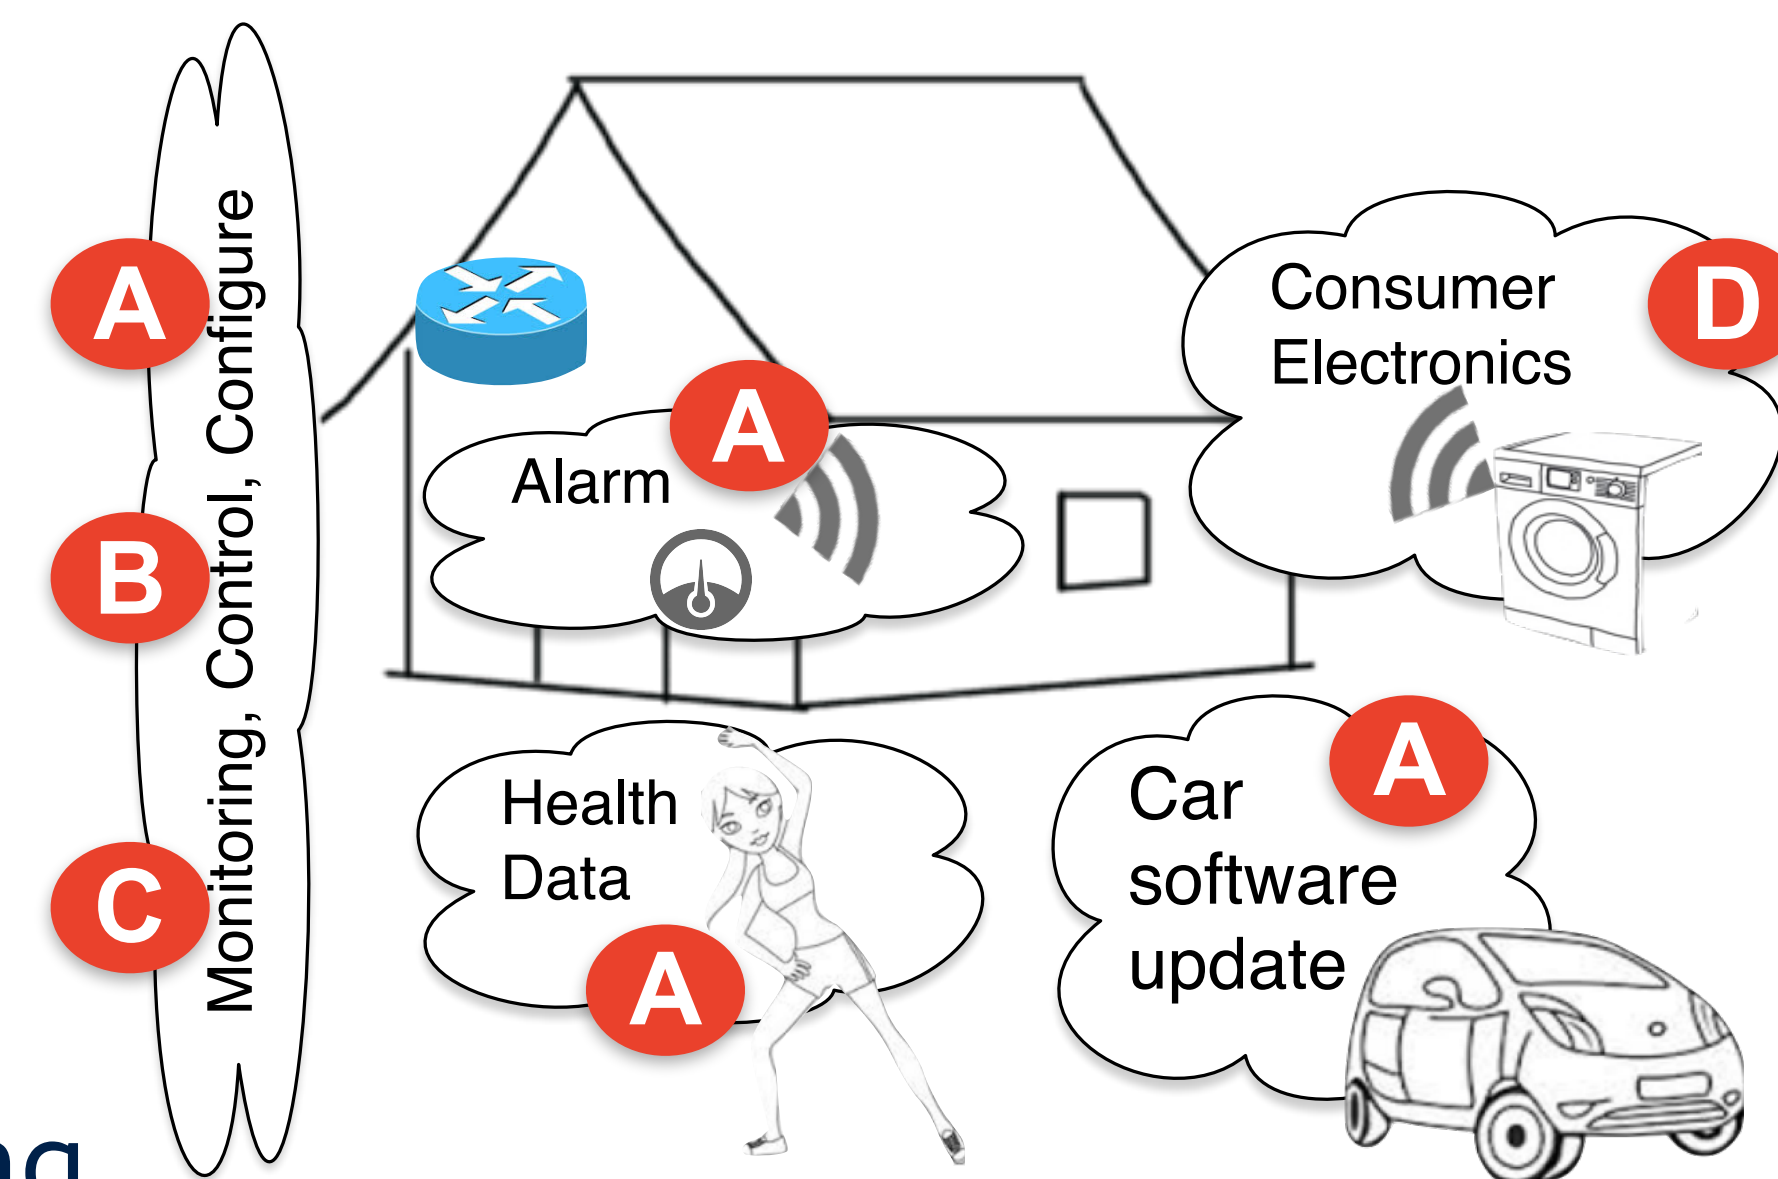 Monitoring, Control, Configure
A
B
C
Alarm
A
Consumer
Electronics
D
Health
Data
A
Car
software
update
A